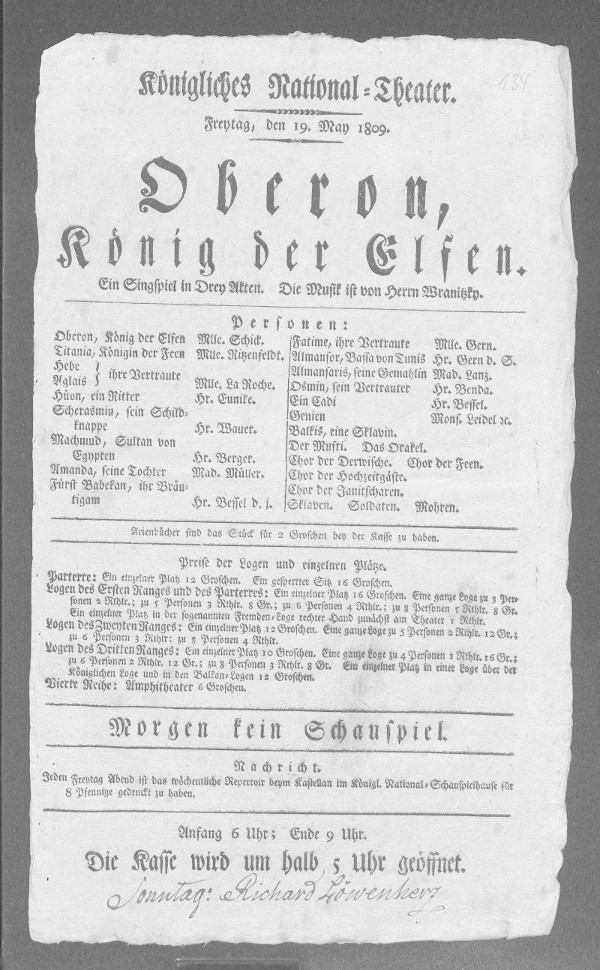 184
Königliches National-Theater.
Freytag, den 19. May 1809.
Oberon,
König der Elfen.
Ein Singspiel in Drey Akten. Die Musik ist von Herrn Wranitzky.
Personen:
Oberon, König der Elfen Mlle. Schick.
Titania, Königin der Feen Mlle. Ritzenfeldt.
Hebe
Aglais } ihre Vertraute Mlle. La Roche.
Hüon, ein Ritter Hr. Eunike.
Scherasmin, sein Schild-
knappe Hr. Wauer.
Machmud, Sultan von
Egypten Hr. Berger.
Amanda, seine Tochter Mad. Müller.
Fürst Babekan, ihr Bräu-
tigam Hr. Bessel d. j.
Fatime, ihre Vertraute Mlle. Gern.
Almansor, Bassa von Tunis Hr. Gern d. S.
Almansaris, seine Gemahlin Mad. Lanz.
Osmin, sein Vertrauter Hr. Benda.
Ein Cadi Hr. Bessel.
Genien Mons. Leidel ꝛc.
Balkis, eine Sklavin.
Der Mufti. Das Orakel.
Chor der Derwische. Chor der Feen.
Chor der Hochzeitgäste.
Chor der Janitscharen.
Sklaven. Soldaten. Mohren.
Arienbücher sind das Stück für 2 Groschen bey der Kasse zu haben.
Preise der Logen und einzelnen Plätze.
Parterre: Ein einzelner Platz 12 Groschen. Ein gesperrter Sitz 16 Groschen.
Logen des Ersten Ranges und des Parterres: Ein einzelner Platz 16 Groschen. Eine ganze Loge zu 3 Per-
sonen 2 Rthlr.; zu 5 Personen 3 Rthlr. 8 Gr.; zu 6 Personen 4 Rthlr.; zu 8 Personen 5 Rthlr. 8 Gr.
Ein einzelner Platz in der sogenannten Fremden-Loge rechter Hand zunächst am Theater 1 Rthlr.
Logen des Zweyten Ranges: Ein einzelner Platz 12 Groschen. Eine ganze Loge zu 5 Personen 2 Rthlr. 12 Gr.;
zu 6 Personen 3 Rthlr; zu 8 Personen 4 Rthlr.
Logen des Dritten Ranges: Ein einzelner Platz 10 Groschen. Eine ganze Loge zu 4 Personen 1 Rthlr. 16 Gr.;
zu 6 Personen 2 Rthlr. 12 Gr.; zu 8 Personen 3 Rthlr. 8 Gr. Ein einzelner Platz in einer Loge über der
Königlichen Loge und in den Balkon-Logen 12 Groschen.
Vierte Reihe: Amphitheater 6 Groschen.
Morgen kein Schauspiel.
Nachricht.
Jeden Freytag Abend ist das wöchentliche Repertoir beym Kastellan im Königl. National-Schauspielhause für
8 Pfennige gedruckt zu haben.
Anfang 6 Uhr; Ende 9 Uhr.
Die Kasse wird um halb 5 Uhr geöffnet.
Sonntag: Richard Löwenherz